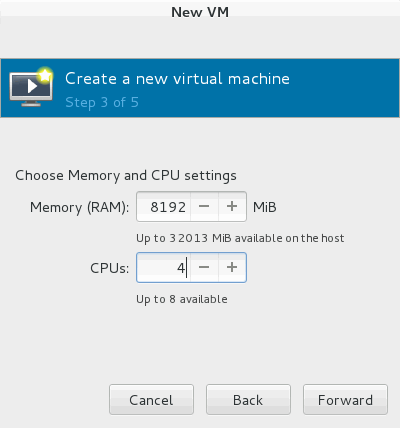 New VM
Create a new virtual machine
Step 3 of 5
Choose Memory and CPU settings
Memory (RAM): 8192 − + MiB
Up to 32013 MiB available on the host
CPUs: 4 − +
Up to 8 available
Cancel Back Forward